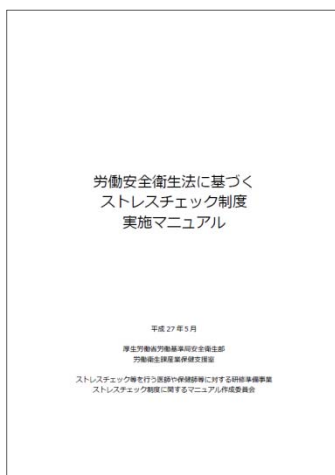 労働安全衛生法に基づく
ストレスチェック制度
実施マニュアル
平成 27 年 5 月
厚生労働省労働基準局安全衛生部
労働衛生課産業保健支援室
ストレスチェック等を行う医師や保健師等に対する研修準備事業
ストレスチェック制度に関するマニュアル作成委員会